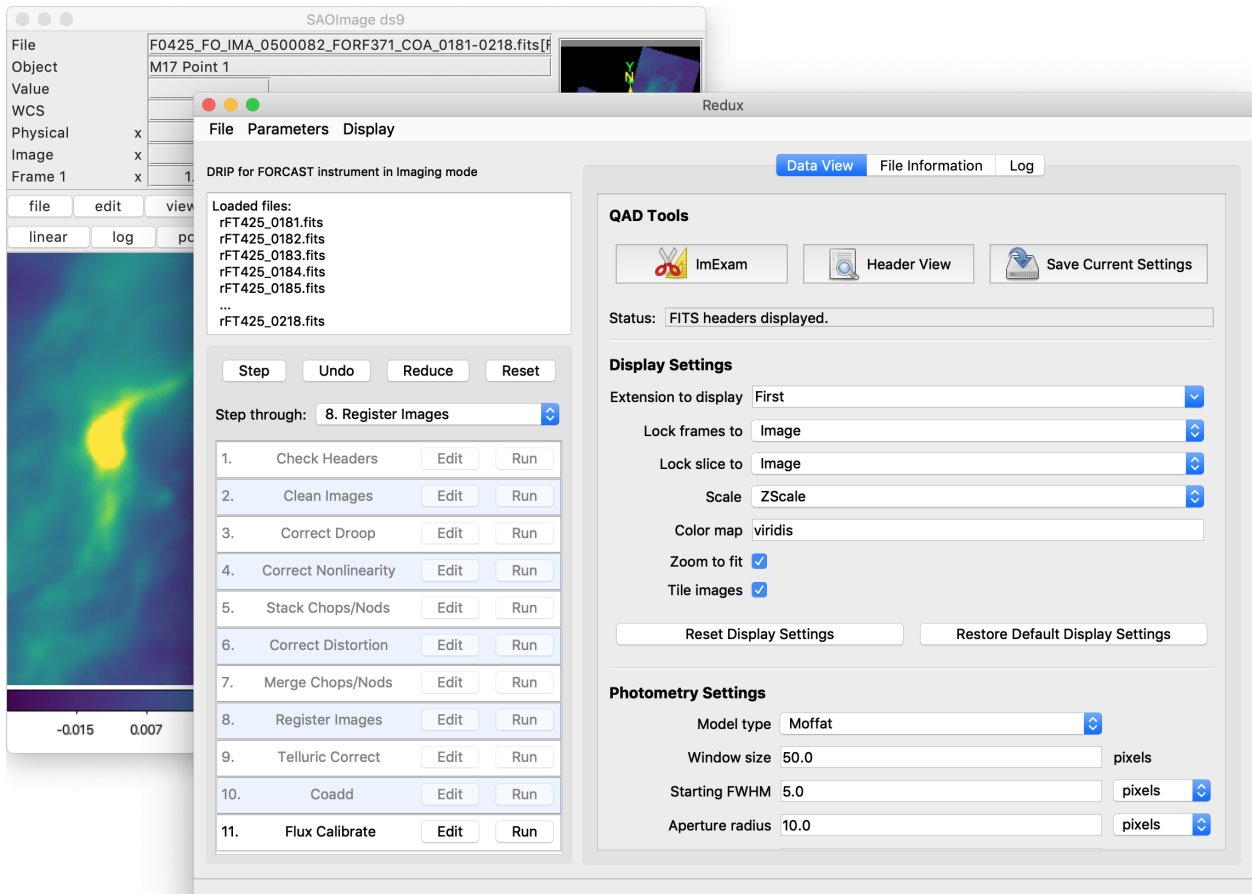 SAOImage ds9
File F0425_FO_IMA_0500082_FORF371_COA_0181-0218.fits[F
Object M17 Point 1
Value
WCS
Physical x
Image x
Frame 1 x 1.
file edit view
linear log po
Y
N
-0.015 0.007
Redux
File Parameters Display
DRIP for FORCAST instrument in Imaging mode
Loaded files:
rFT425_0181.fits
rFT425_0182.fits
rFT425_0183.fits
rFT425_0184.fits
rFT425_0185.fits
...
rFT425_0218.fits
Step Undo Reduce Reset
Step through: 8. Register Images
1. Check Headers Edit Run
2. Clean Images Edit Run
3. Correct Droop Edit Run
4. Correct Nonlinearity Edit Run
5. Stack Chops/Nods Edit Run
6. Correct Distortion Edit Run
7. Merge Chops/Nods Edit Run
8. Register Images Edit Run
9. Telluric Correct Edit Run
10. Coadd Edit Run
11. Flux Calibrate Edit Run
Data View File Information Log
QAD Tools
ImExam Header View Save Current Settings
Status: FITS headers displayed.
Display Settings
Extension to display First
Lock frames to Image
Lock slice to Image
Scale ZScale
Color map viridis
Zoom to fit
Tile images
Reset Display Settings Restore Default Display Settings
Photometry Settings
Model type Moffat
Window size 50.0 pixels
Starting FWHM 5.0 pixels
Aperture radius 10.0 pixels